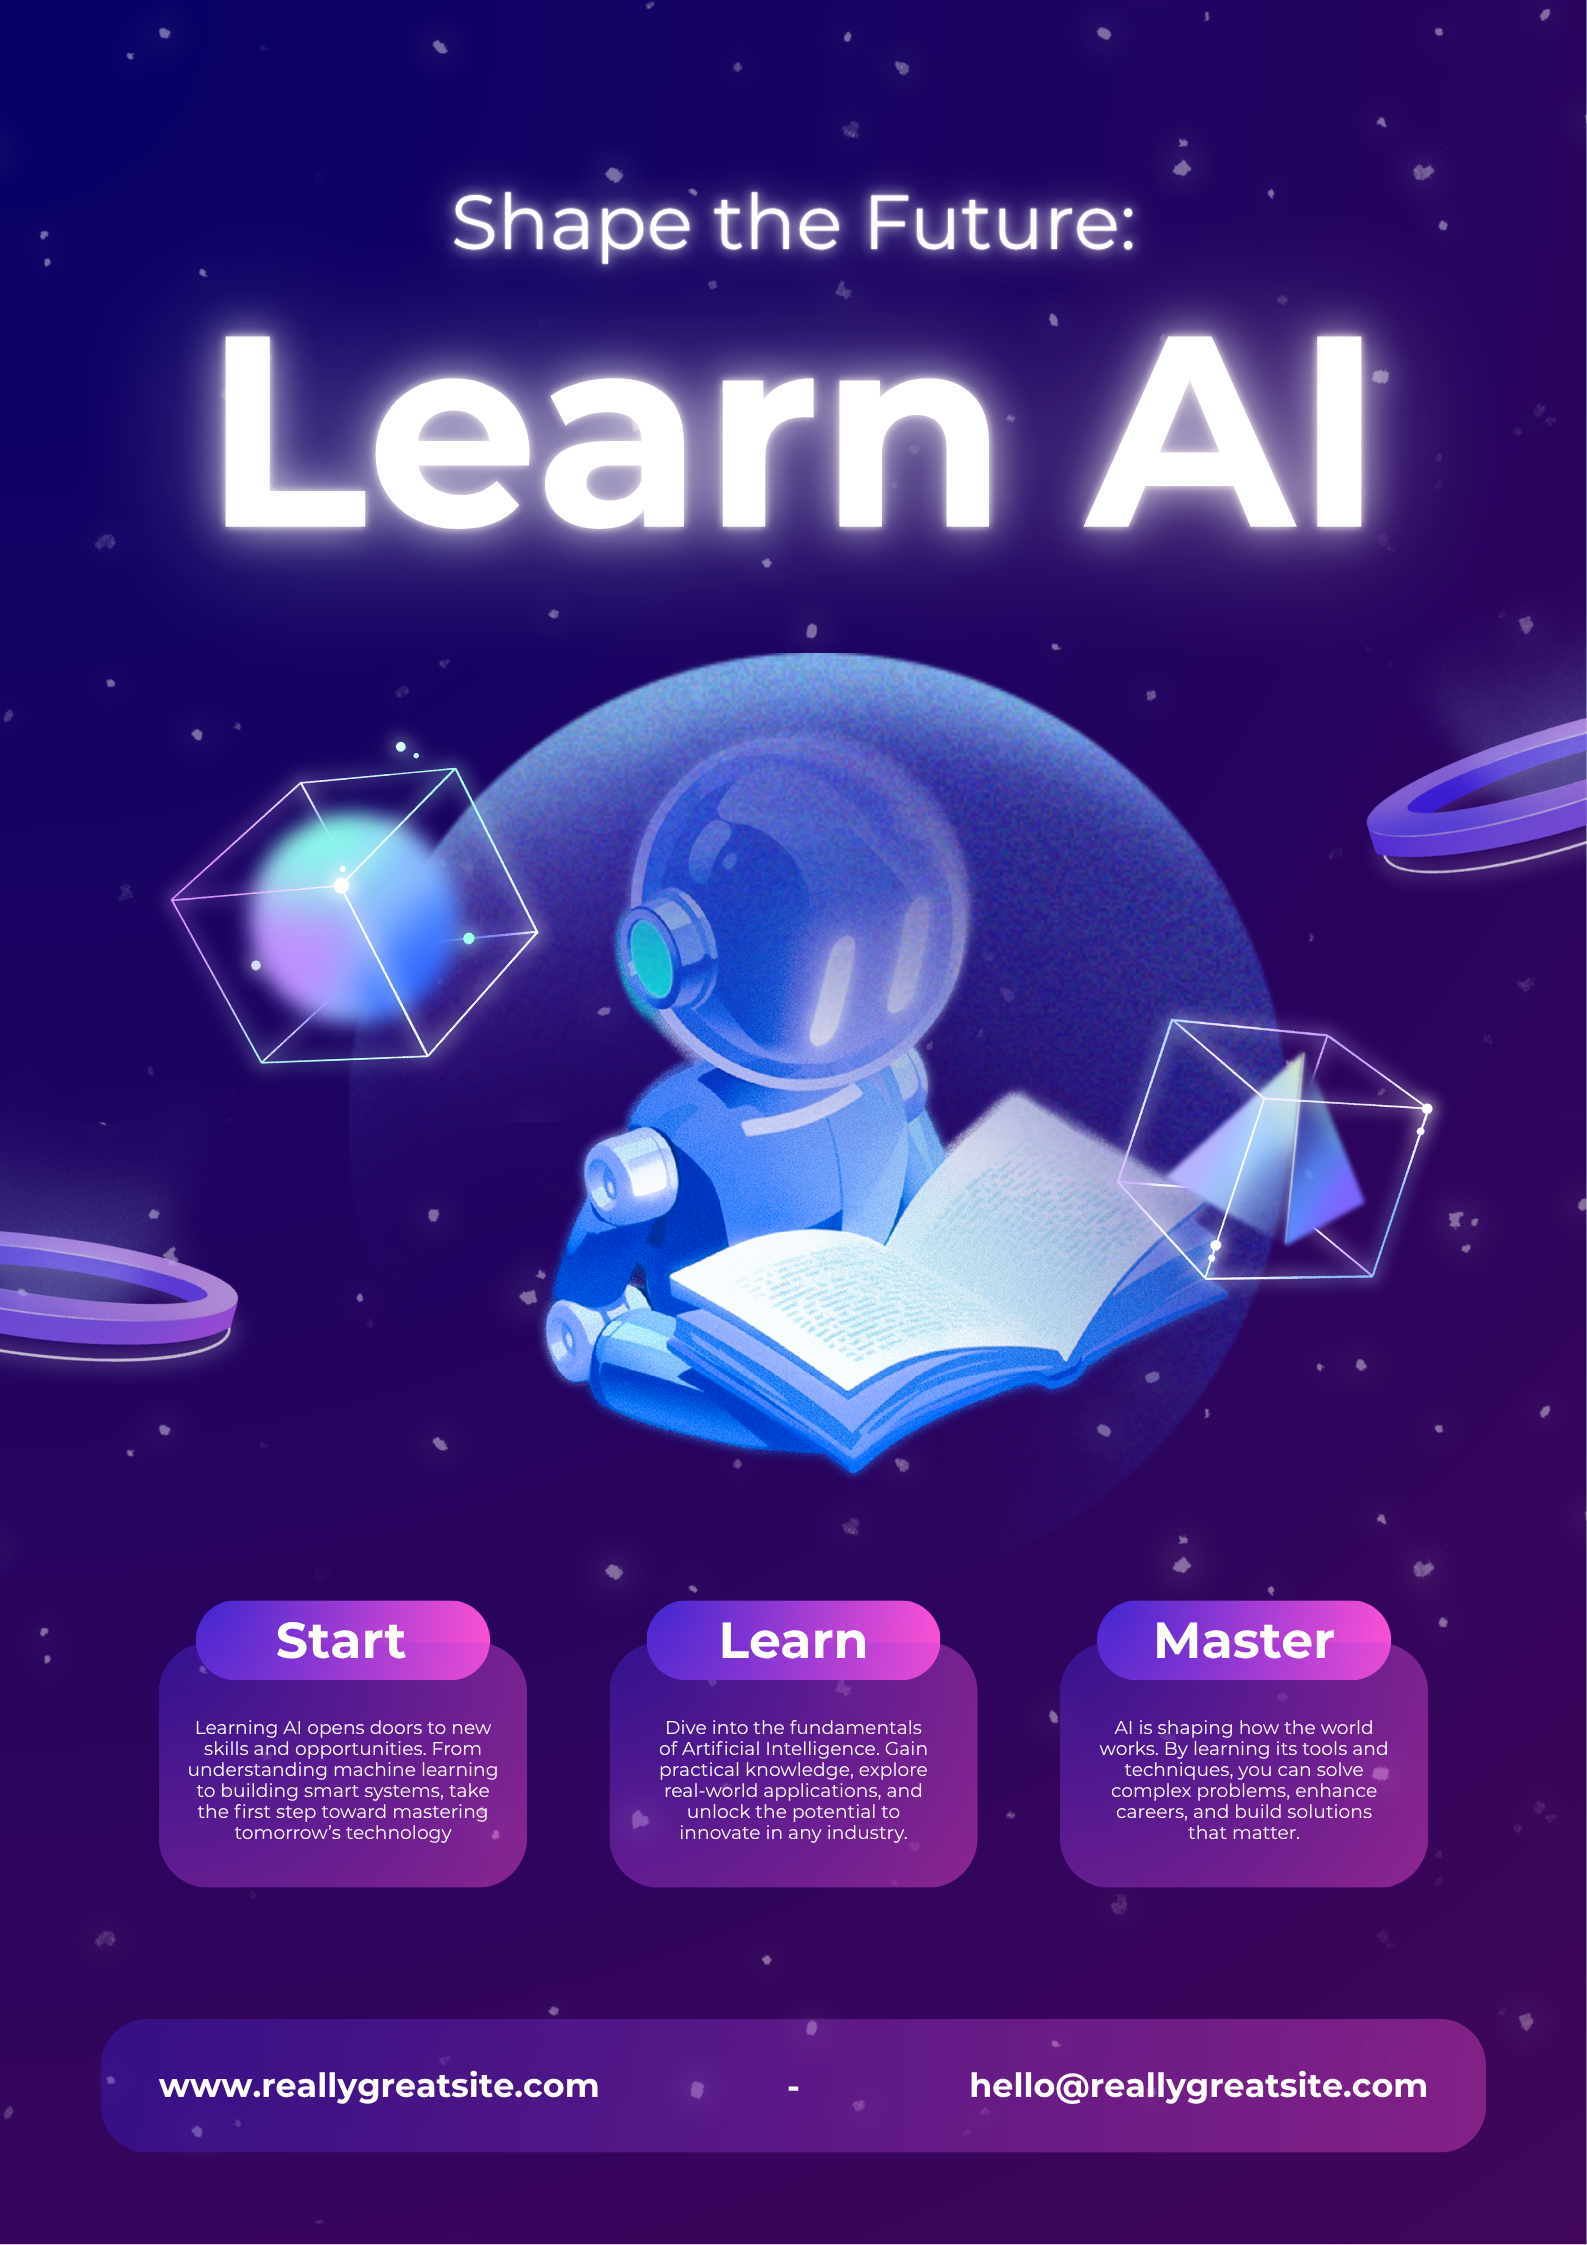 Shape the Future:
Learn AI
Start
Learning AI opens doors to new
skills and opportunities. From
understanding machine learning
to building smart systems, take
the first step toward mastering
tomorrow’s technology
Learn
Dive into the fundamentals
of Artificial Intelligence. Gain
practical knowledge, explore
real-world applications, and
unlock the potential to
innovate in any industry.
Master
AI is shaping how the world
works. By learning its tools and
techniques, you can solve
complex problems, enhance
careers, and build solutions
that matter.
www.reallygreatsite.com - hello@reallygreatsite.com